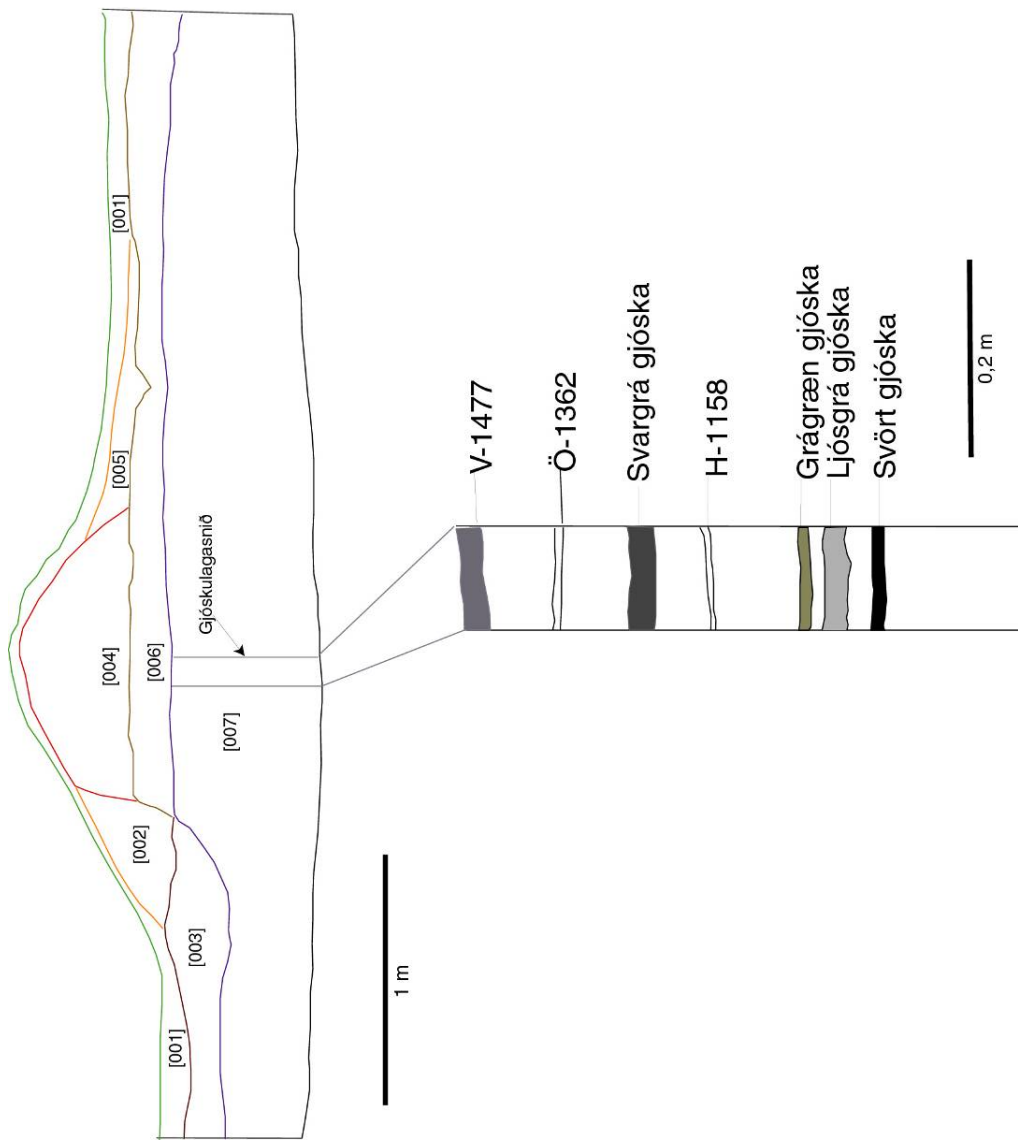 [004]
[005]
[001]
[002]
[006]
[001]
[003]
Gjóskulagasnið
[007]
1 m
V-1477
Ö-1362
Svargrá gjóska
H-1158
Grágræn gjóska
Ljósgrá gjóska
Svört gjóska
0,2 m